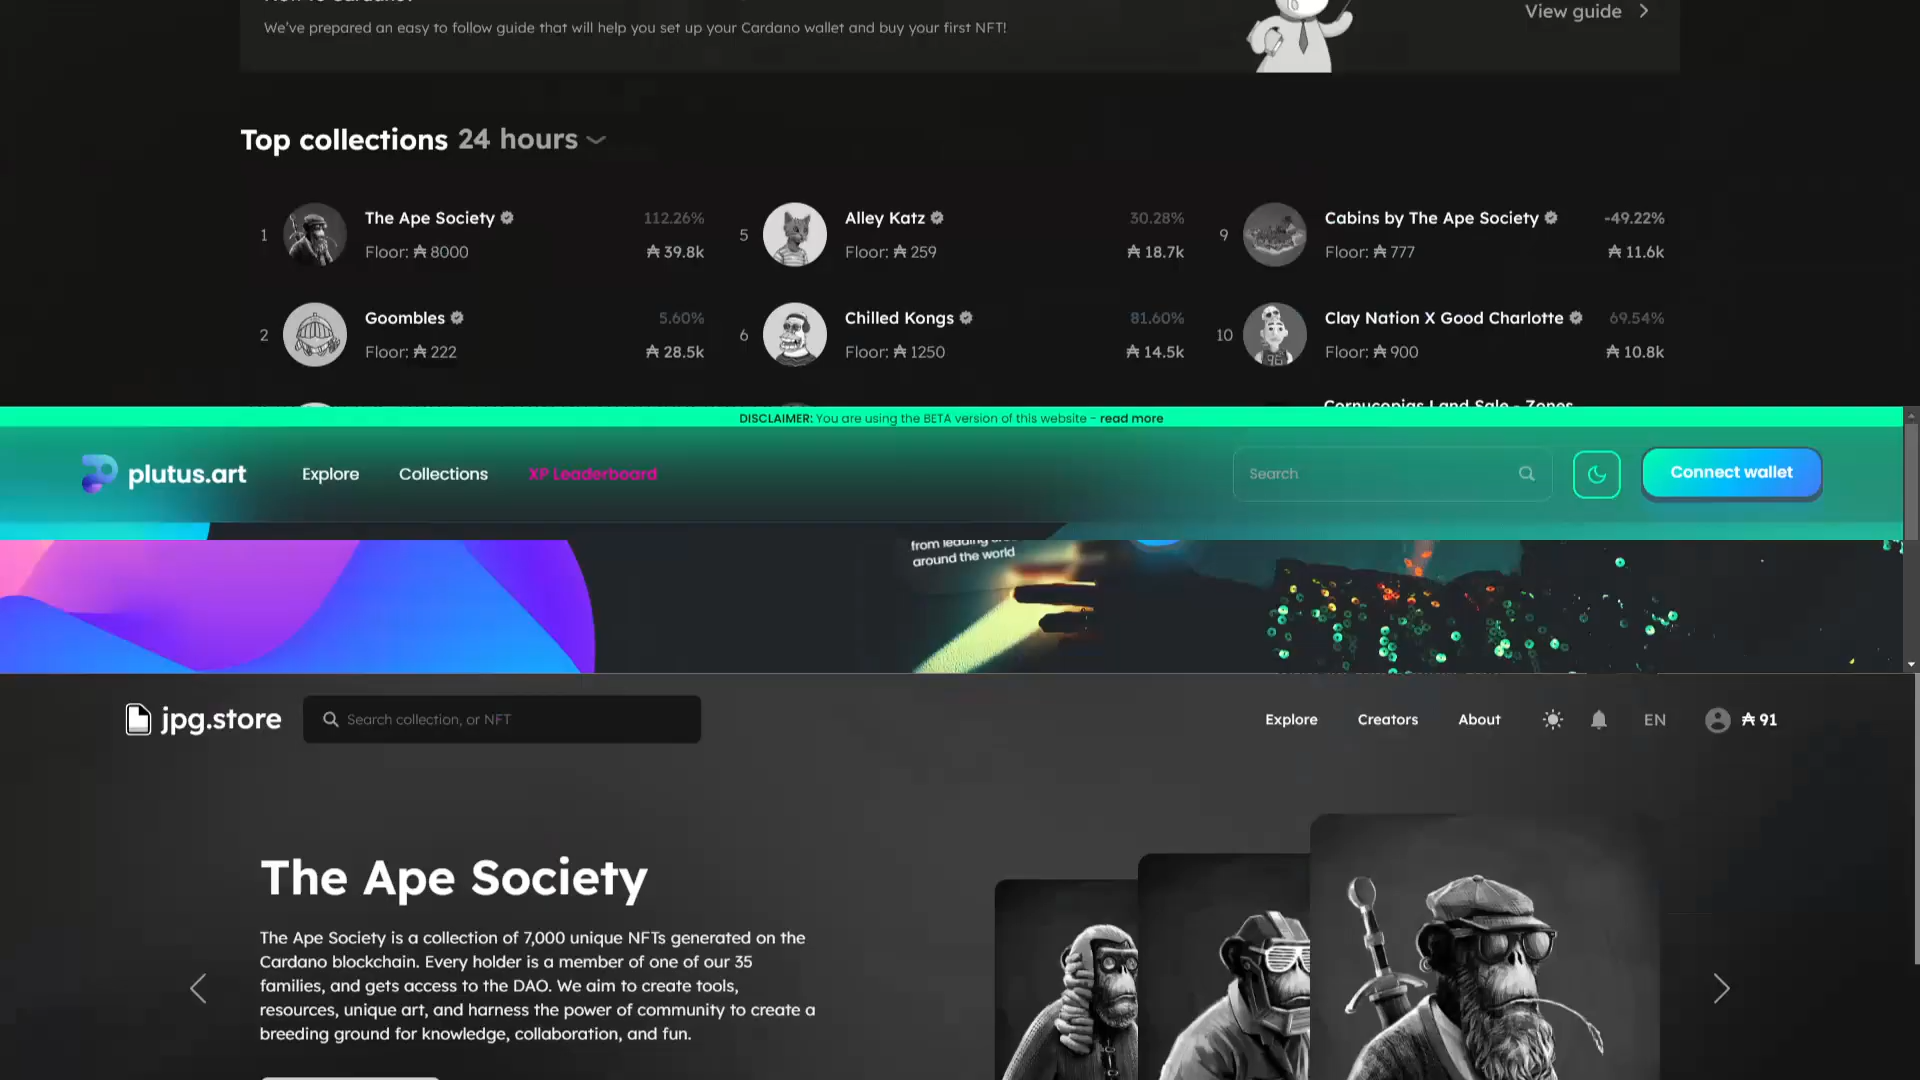 We've prepared an easy to follow guide that will help you set up your Cardano wallet and buy your first NFT!
View guide
Top collections 24 hours
1
The Ape Society
112.26%
Floor: ₳ 8000
₳ 39.8k
5
Alley Katz
30.28%
Floor: ₳ 259
₳ 18.7k
9
Cabins by The Ape Society
-49.22%
Floor: ₳ 777
₳ 11.6k
2
Goombles
5.60%
Floor: ₳ 222
₳ 28.5k
6
Chilled Kongs
81.60%
Floor: ₳ 1250
₳ 14.5k
10
Clay Nation X Good Charlotte
69.54%
Floor: ₳ 900
₳ 10.8k
Cornucopias Land Sale - Zones
DISCLAIMER: You are using the BETA version of this website - read more
plutus.art
Explore
Collections
XP Leaderboard
Search
Connect wallet
from leading
around the world
jpg.store
Search collection, or NFT
Explore
Creators
About
EN
₳ 91
The Ape Society
The Ape Society is a collection of 7,000 unique NFTs generated on the
Cardano blockchain. Every holder is a member of one of our 35
families, and gets access to the DAO. We aim to create tools,
resources, unique art, and harness the power of community to create a
breeding ground for knowledge, collaboration, and fun.